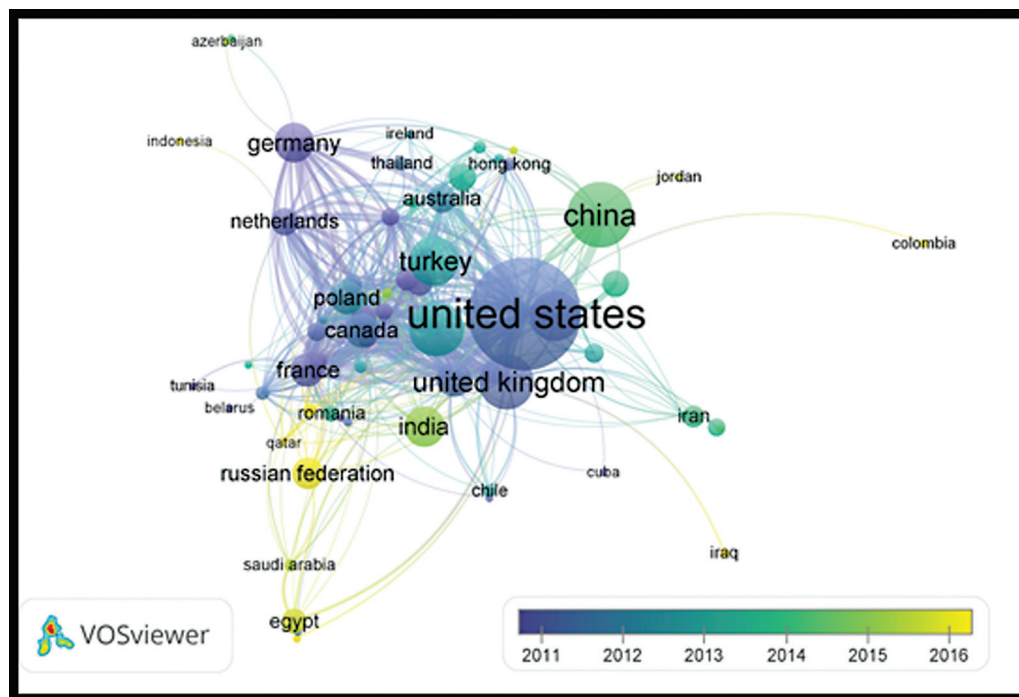 azerbaijan
ireland
indonesia
germany
thailand
hong kong
jordan
australia
netherlands
china
colombia
turkey
poland
united states
canada
france
united kingdom
tunisia
belarus
romania
india
iran
qatar
russian federation
cuba
chile
iraq
saudi arabia
egypt
VOSviewer
2011 2012 2013 2014 2015 2016